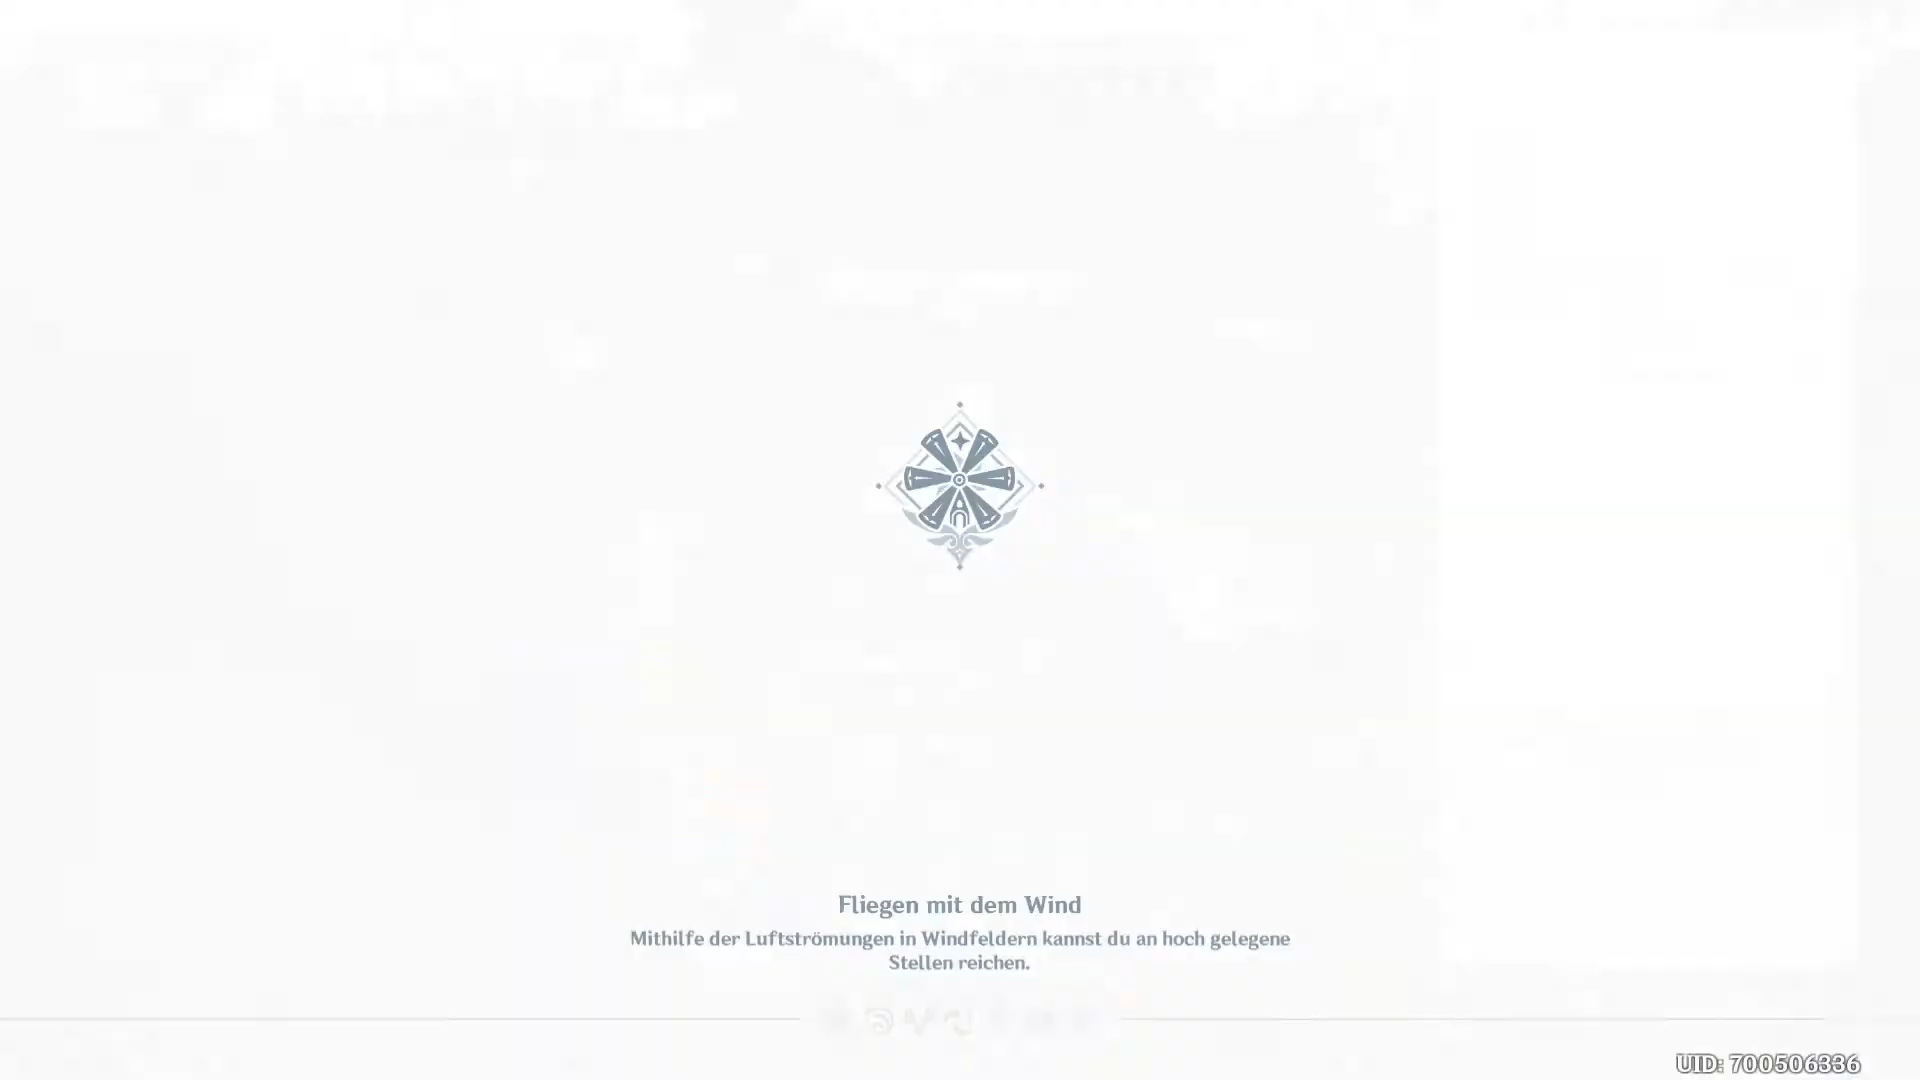 Fliegen mit dem Wind
Mithilfe der Luftströmungen in Windfeldern kannst du an hoch gelegene
Stellen reichen.
UID: 700506336